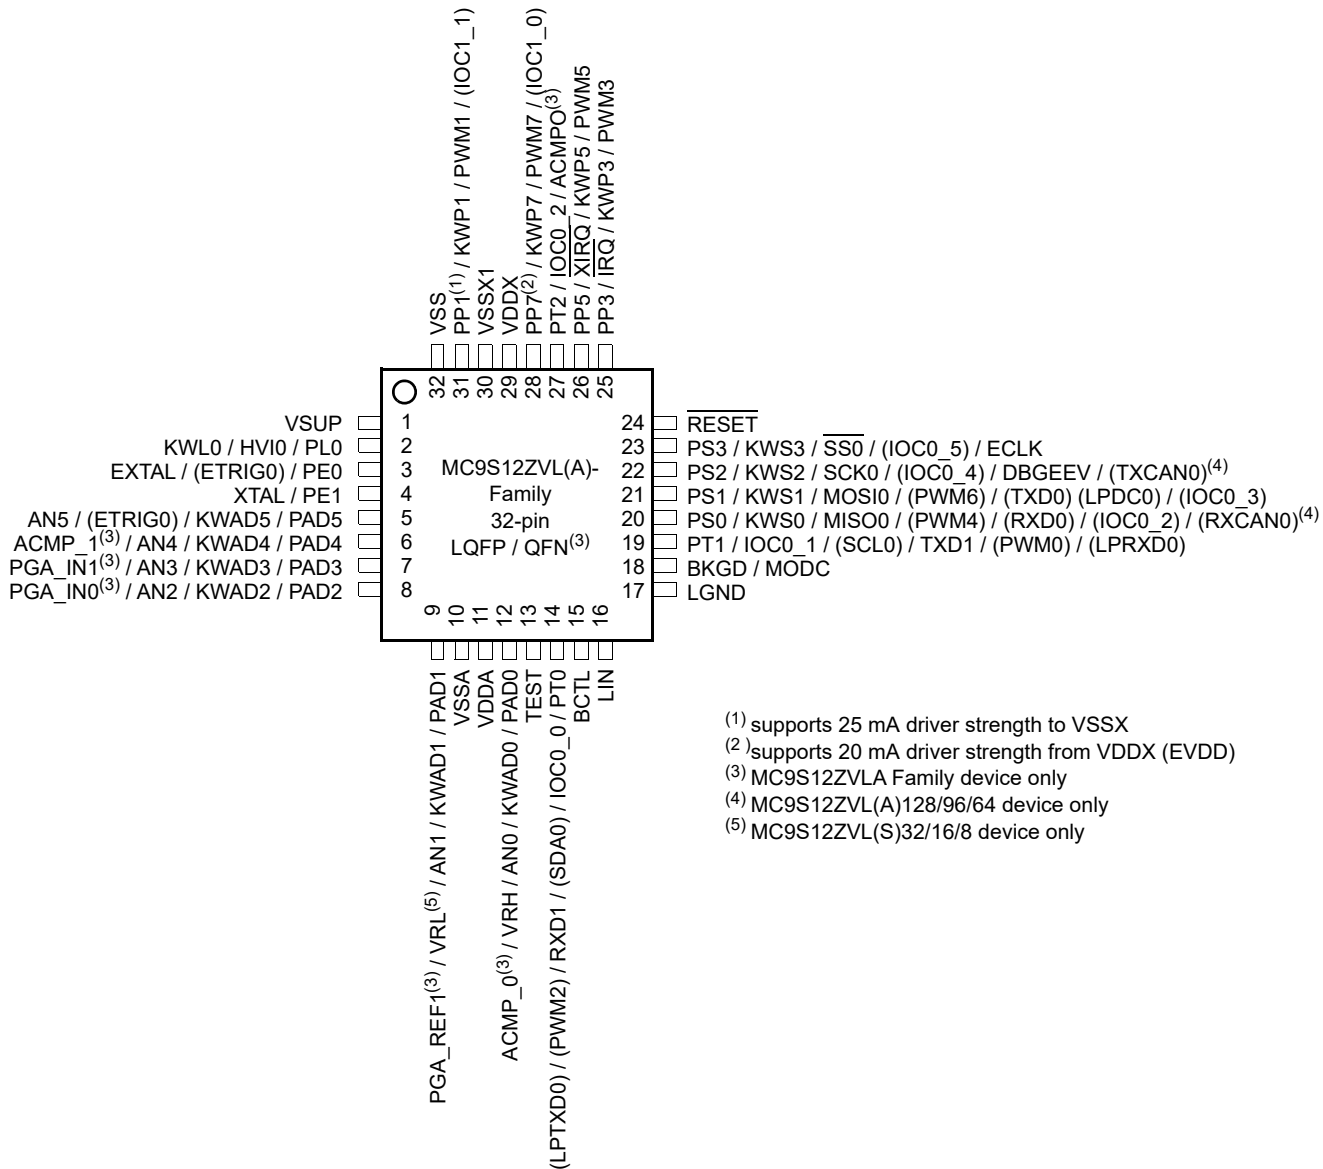 VSS
PP1(1) / KWP1 / PWM1 / (IOC1_1)
VSSX1
VDDX
PP7(2) / KWP7 / PWM7 / (IOC1_0)
PT2 / IOC0_2 / ACMPO(3)
PP5 / XIRQ / KWP5 / PWM5
PP3 / IRQ / KWP3 / PWM3
32
31
30
29
28
27
26
25
VSUP
KWL0 / HVI0 / PL0
EXTAL / (ETRIG0) / PE0
XTAL / PE1
AN5 / (ETRIG0) / KWAD5 / PAD5
ACMP_1(3) / AN4 / KWAD4 / PAD4
PGA_IN1(3) / AN3 / KWAD3 / PAD3
PGA_IN0(3) / AN2 / KWAD2 / PAD2
1
2
3
4
5
6
7
8
MC9S12ZVL(A)-
Family
32-pin
LQFP / QFN(3)
24
23
22
21
20
19
18
17
RESET
PS3 / KWS3 / SS0 / (IOC0_5) / ECLK
PS2 / KWS2 / SCK0 / (IOC0_4) / DBGEEV / (TXCAN0)(4)
PS1 / KWS1 / MOSI0 / (PWM6) / (TXD0) (LPDC0) / (IOC0_3)
PS0 / KWS0 / MISO0 / (PWM4) / (RXD0) / (IOC0_2) / (RXCAN0)(4)
PT1 / IOC0_1 / (SCL0) / TXD1 / (PWM0) / (LPRXD0)
BKGD / MODC
LGND
9
10
11
12
13
14
15
16
PGA_REF1(3) / VRL(5) / AN1 / KWAD1 / PAD1
VSSA
VDDA
ACMP_0(3) / VRH / AN0 / KWAD0 / PAD0
TEST
(LPTXD0) / (PWM2) / RXD1 / (SDA0) / IOC0_0 / PT0
BCTL
LIN
(1) supports 25 mA driver strength to VSSX
(2 )supports 20 mA driver strength from VDDX (EVDD)
(3) MC9S12ZVLA Family device only
(4) MC9S12ZVL(A)128/96/64 device only
(5) MC9S12ZVL(S)32/16/8 device only